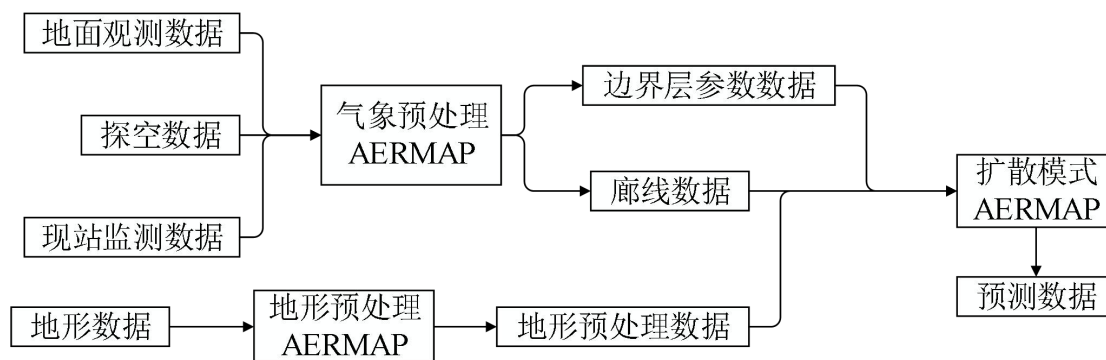 地面观测数据
探空数据
现站监测数据
气象预处理
AERMAP
边界层参数数据
廊线数据
扩散模式
AERMAP
预测数据
地形数据
地形预处理
AERMAP
地形预处理数据